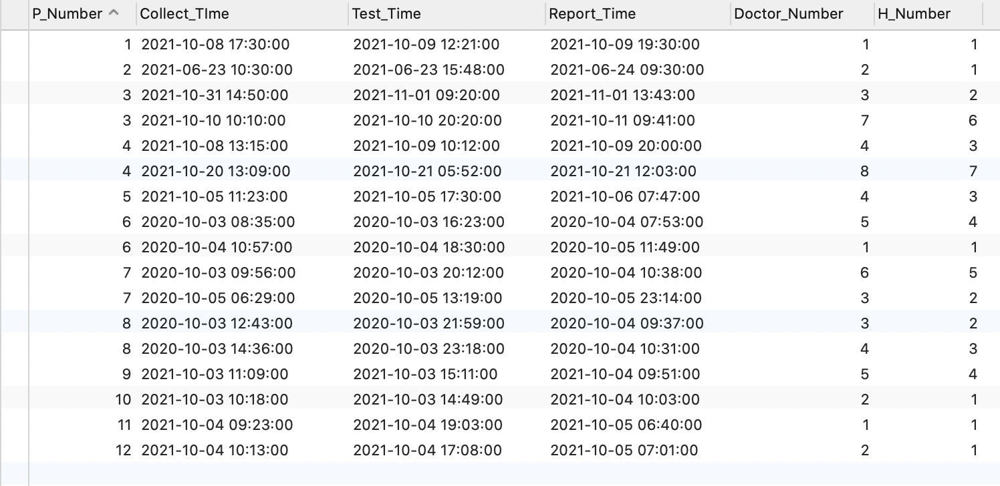 P_Number Collect_TIme Test_Time Report_Time Doctor_Number H_Number
1 2021-10-08 17:30:00 2021-10-09 12:21:00 2021-10-09 19:30:00 1 1
2 2021-06-23 10:30:00 2021-06-23 15:48:00 2021-06-24 09:30:00 2 1
3 2021-10-31 14:50:00 2021-11-01 09:20:00 2021-11-01 13:43:00 3 2
3 2021-10-10 10:10:00 2021-10-10 20:20:00 2021-10-11 09:41:00 7 6
4 2021-10-08 13:15:00 2021-10-09 10:12:00 2021-10-09 20:00:00 4 3
4 2021-10-20 13:09:00 2021-10-21 05:52:00 2021-10-21 12:03:00 8 7
5 2021-10-05 11:23:00 2021-10-05 17:30:00 2021-10-06 07:47:00 4 3
6 2020-10-03 08:35:00 2020-10-03 16:23:00 2020-10-04 07:53:00 5 4
6 2020-10-04 10:57:00 2020-10-04 18:30:00 2020-10-05 11:49:00 1 1
7 2020-10-03 09:56:00 2020-10-03 20:12:00 2020-10-04 10:38:00 6 5
7 2020-10-05 06:29:00 2020-10-05 13:19:00 2020-10-05 23:14:00 3 2
8 2020-10-03 12:43:00 2020-10-03 21:59:00 2020-10-04 09:37:00 3 2
8 2020-10-03 14:36:00 2020-10-03 23:18:00 2020-10-04 10:31:00 4 3
9 2021-10-03 11:09:00 2021-10-03 15:11:00 2021-10-04 09:51:00 5 4
10 2021-10-03 10:18:00 2021-10-03 14:49:00 2021-10-04 10:03:00 2 1
11 2021-10-04 09:23:00 2021-10-04 19:03:00 2021-10-05 06:40:00 1 1
12 2021-10-04 10:13:00 2021-10-04 17:08:00 2021-10-05 07:01:00 2 1